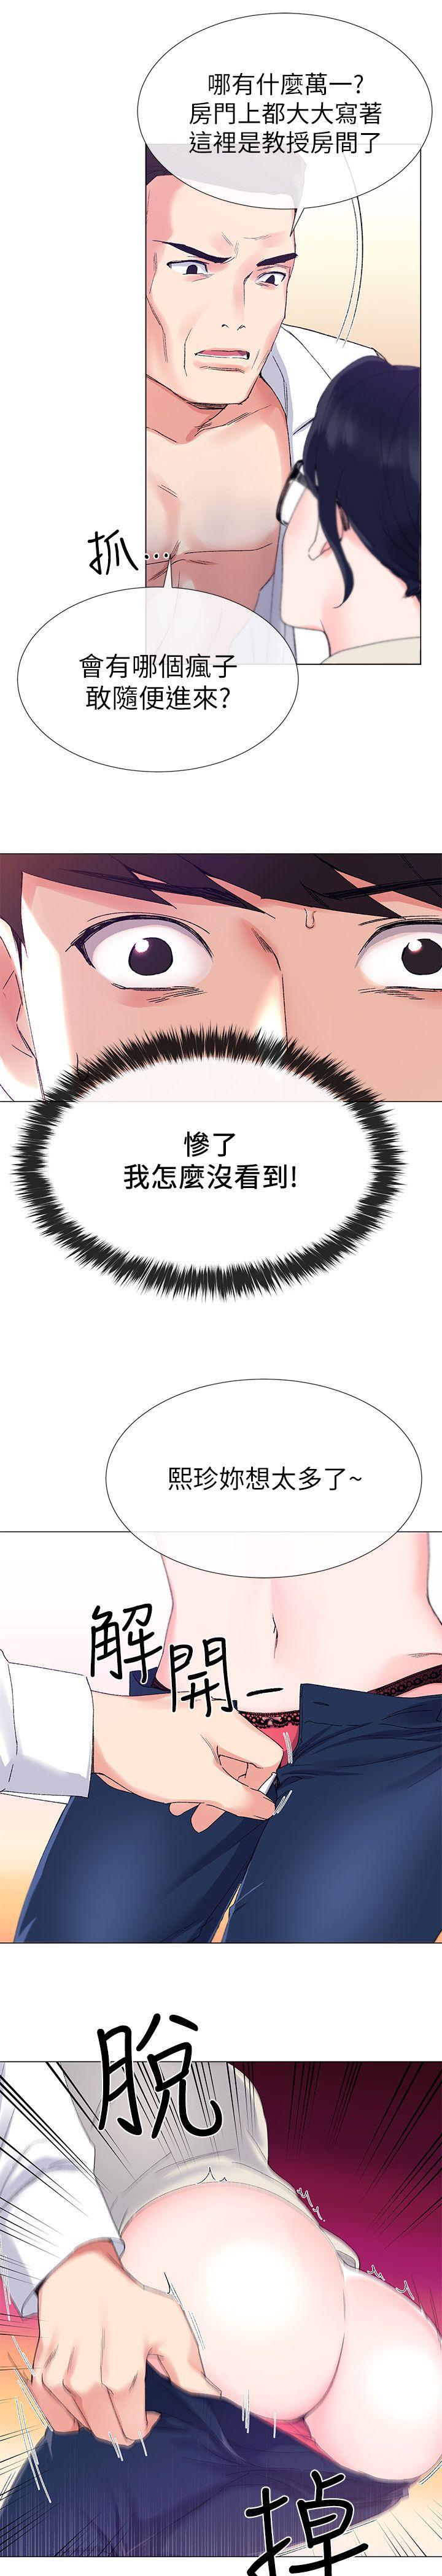 哪有什麼萬一?
房門上都大大寫著
這裡是教授房間了
抓…
會有哪個瘋子
敢隨便進來?
慘了
我怎麼沒看到!
熙珍妳想太多了~
解開
脫
掉